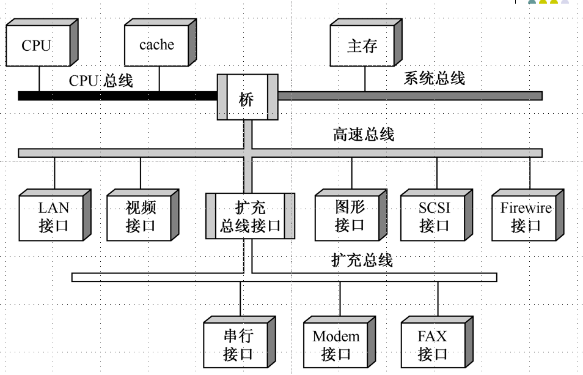 CPU
cache
主存
CPU 总线
系统总线
桥
高速总线
LAN
接口
视频
接口
扩充
总线接口
图形
接口
SCSI
接口
Firewire
接口
扩充总线
串行
接口
Modem
接口
FAX
接口